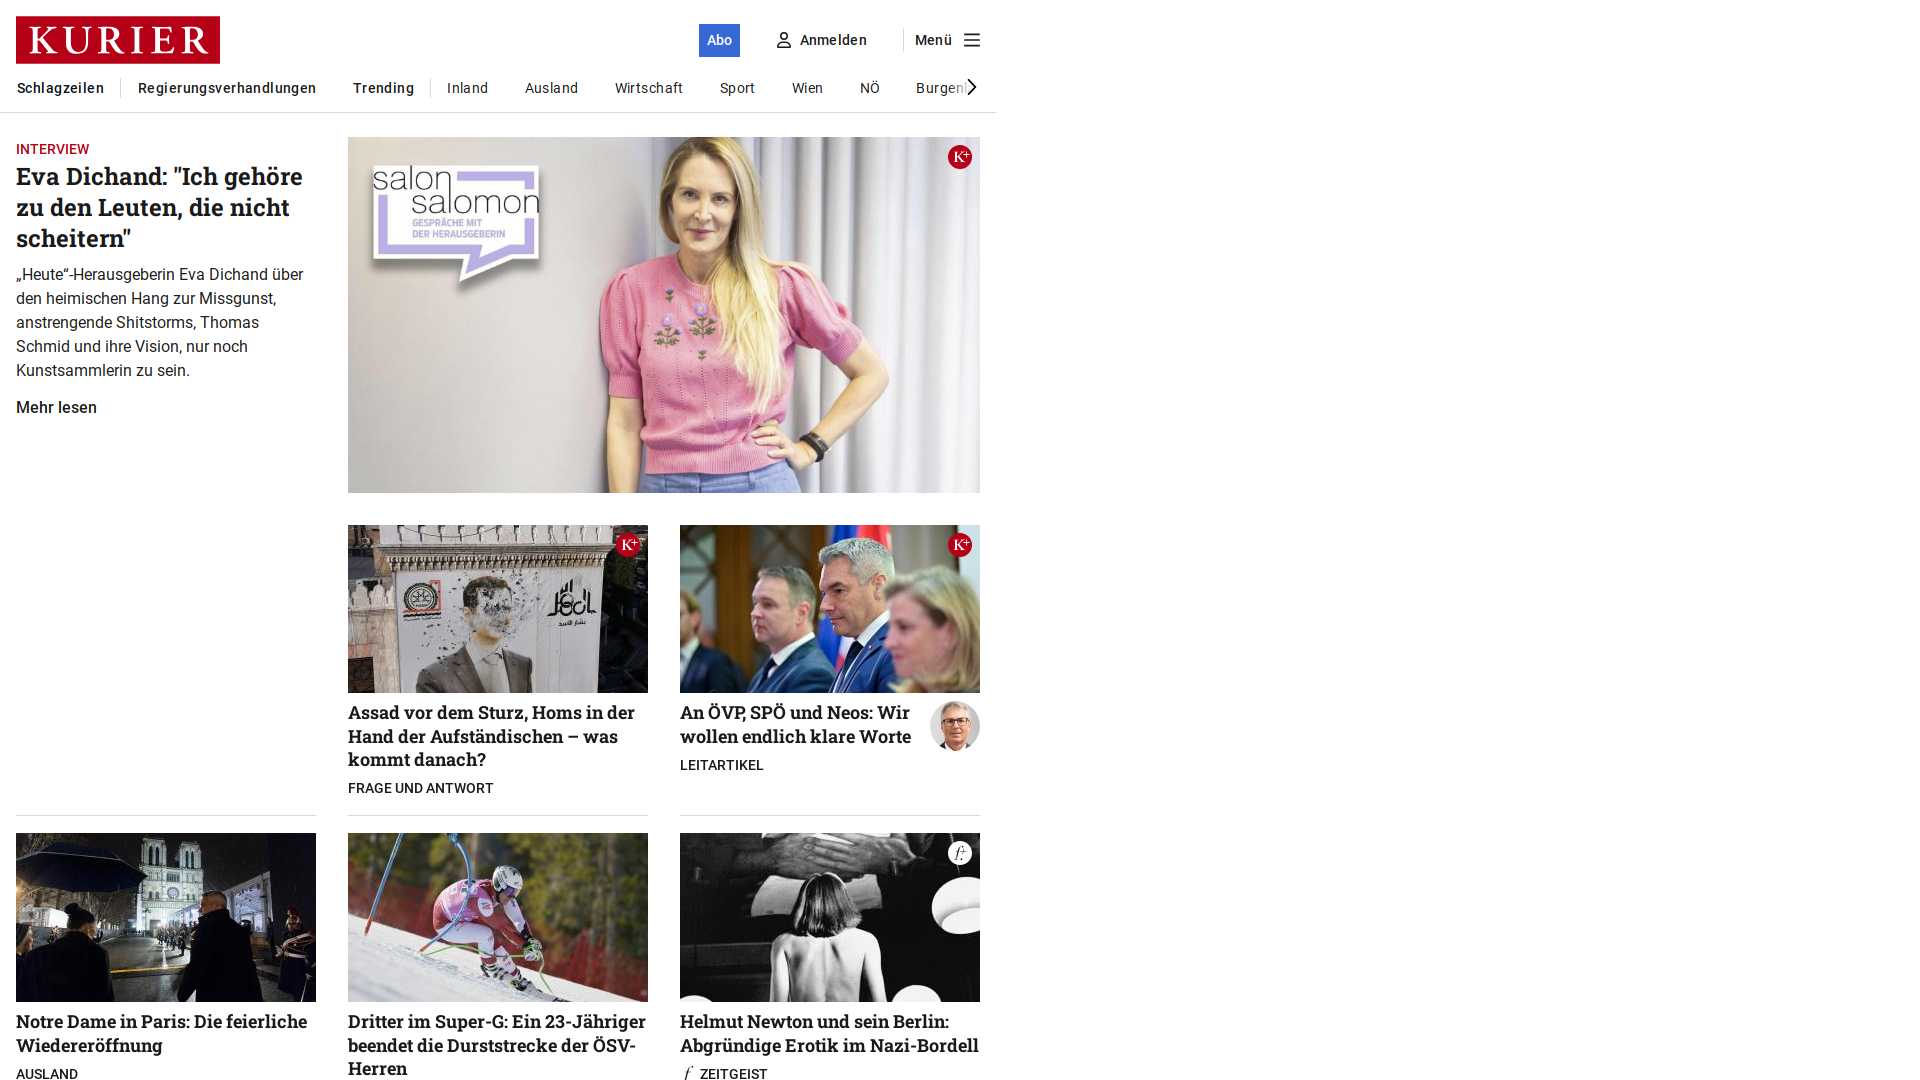 KURIER
Abo
Anmelden
Menü
Schlagzeilen
Regierungsverhandlungen
Trending
Inland
Ausland
Wirtschaft
Sport
Wien
NÖ
INTERVIEW
Eva Dichand: "Ich gehöre
zu den Leuten, die nicht
scheitern"
„Heute“-Herausgeberin Eva Dichand über
den heimischen Hang zur Missgunst,
anstrengende Shitstorms, Thomas
Schmid und ihre Vision, nur noch
Kunstsammlerin zu sein.
Mehr lesen
salon
salomon
GESPRÄCHE MIT
DER HERAUSGEBERIN
K+
K+
K+
Assad vor dem Sturz, Homs in der
Hand der Aufständischen – was
kommt danach?
FRAGE UND ANTWORT
An ÖVP, SPÖ und Neos: Wir
wollen endlich klare Worte
LEITARTIKEL
f+
Notre Dame in Paris: Die feierliche
Wiedereröffnung
AUSLAND
Dritter im Super-G: Ein 23-Jähriger
beendet die Durststrecke der ÖSV-
Herren
Helmut Newton und sein Berlin:
Abgründige Erotik im Nazi-Bordell
f ZEITGEIST